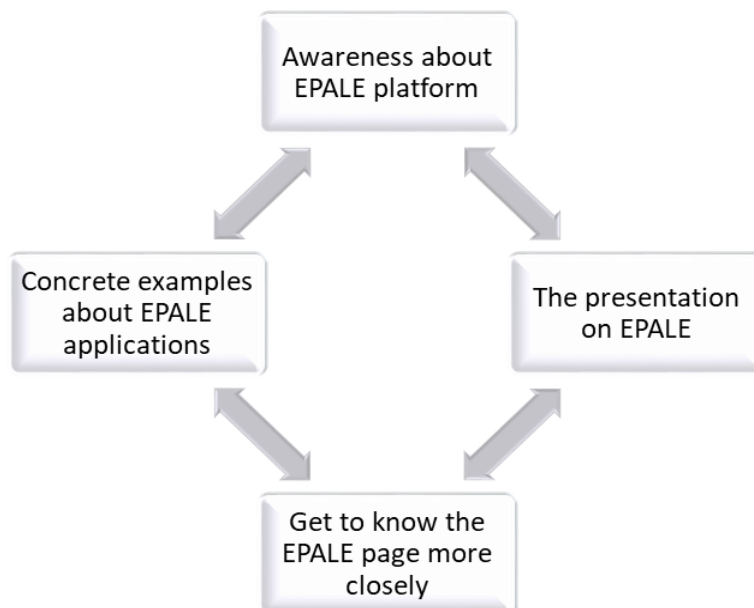 Awareness about
EPALE platform
Concrete examples
about EPALE
applications
The presentation
on EPALE
Get to know the
EPALE page more
closely